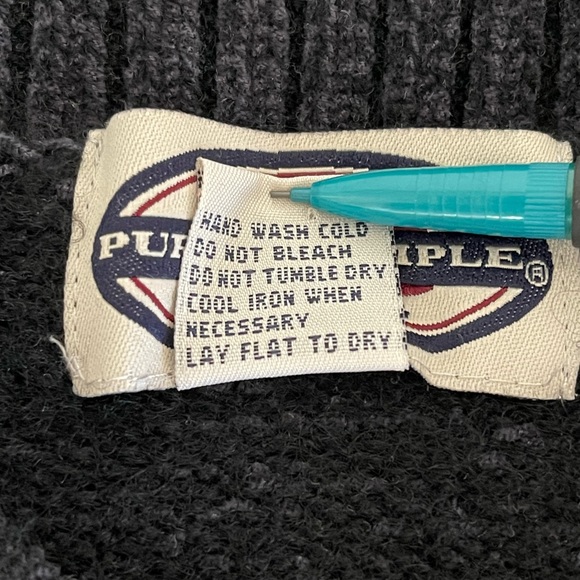 HAND WASH COLD
DO NOT BLEACH
DO NOT TUMBLE DRY
COOL IRON WHEN
NECESSARY
LAY FLAT TO DRY
®